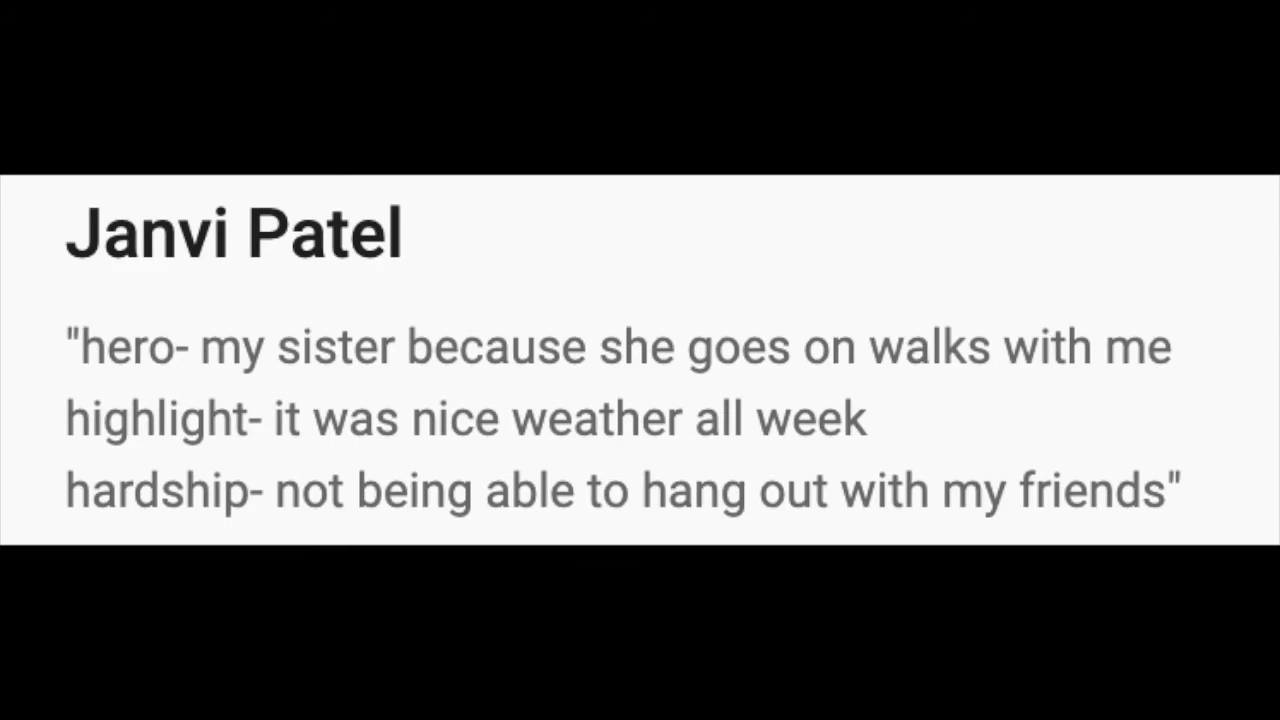 Janvi Patel
"hero- my sister because she goes on walks with me
highlight- it was nice weather all week
hardship- not being able to hang out with my friends"